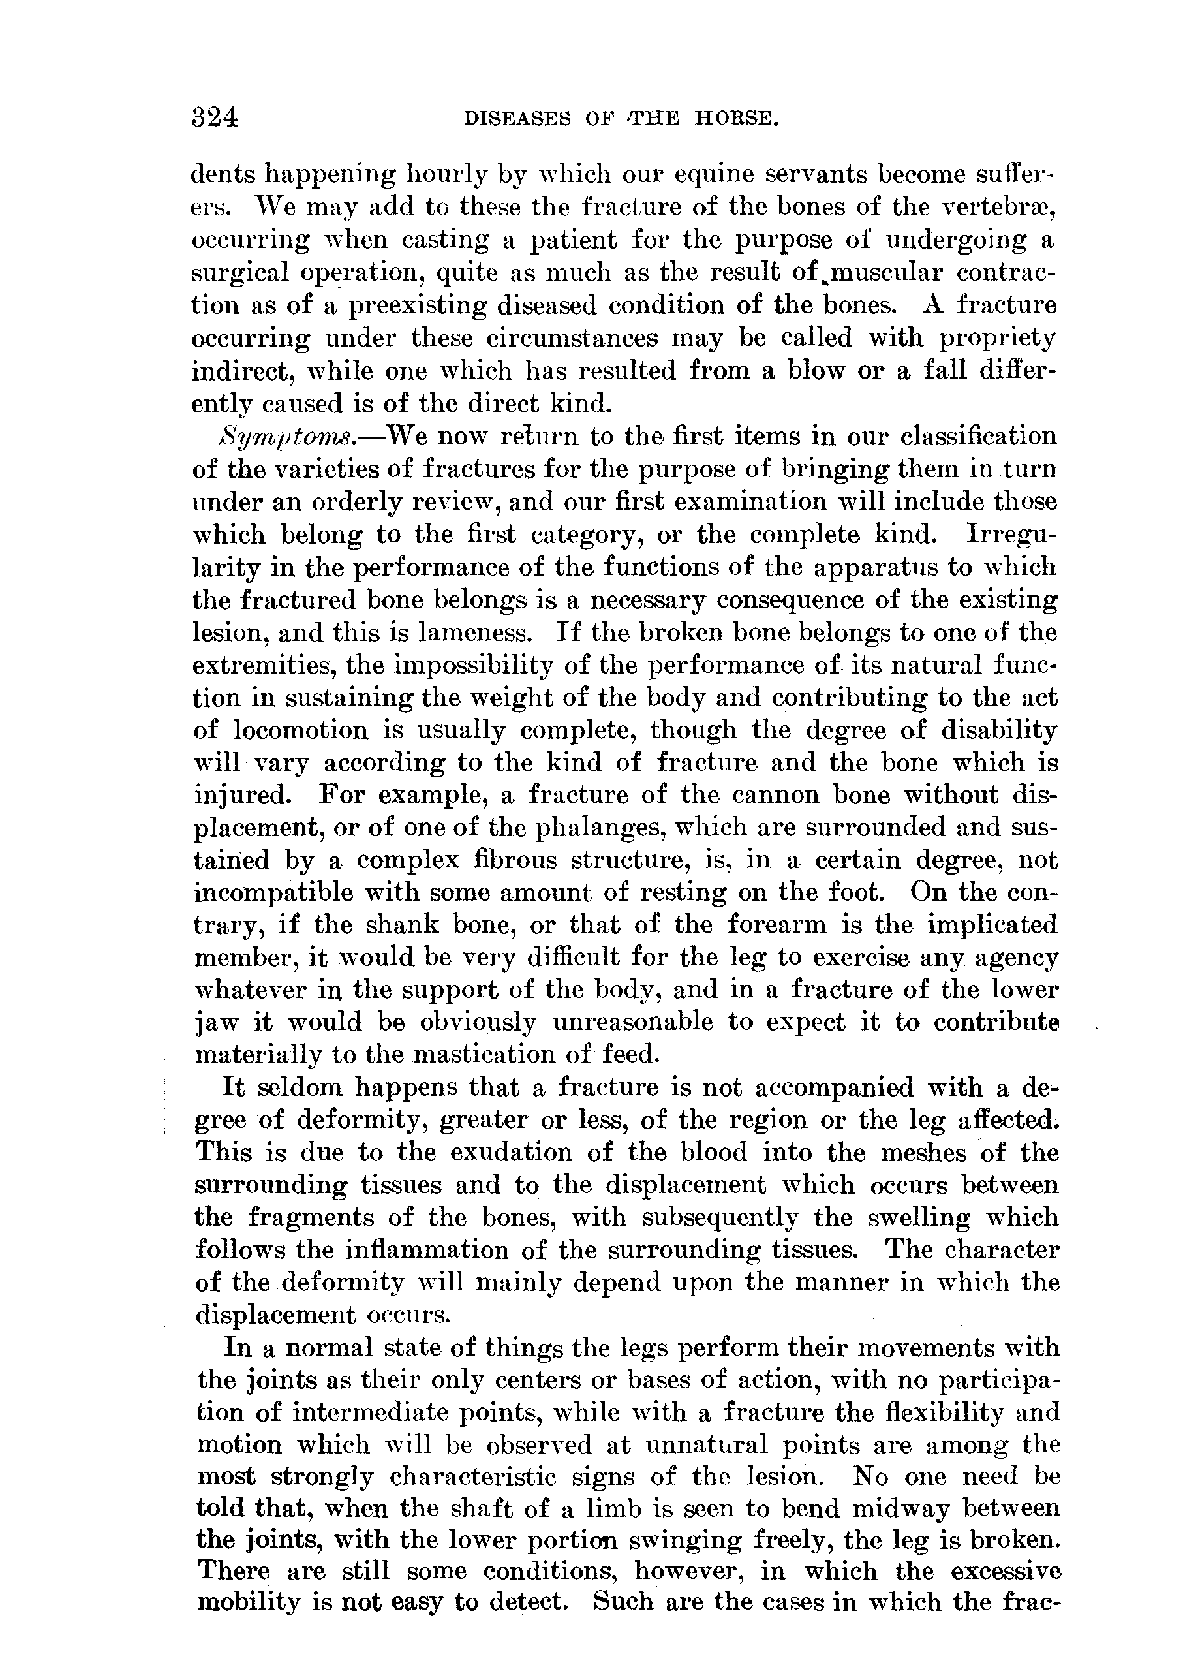 324 DISEASES OF THE HORSE.
dents happening hourly by which our equine servants become suffer-
ers. We may add to these the fracture of the bones of the vertebræ,
occurring when casting a patient for the purpose of undergoing a
surgical operation, quite as much as the result of muscular contrac-
tion as of a preexisting diseased condition of the bones. A fracture
occurring under these circumstances may be called with propriety
indirect, while one which has resulted from a blow or a fall differ-
ently caused is of the direct kind.
Symptoms.—We now return to the first items in our classification
of the varieties of fractures for the purpose of bringing them in turn
under an orderly review, and our first examination will include those
which belong to the first category, or the complete kind. Irregu-
larity in the performance of the functions of the apparatus to which
the fractured bone belongs is a necessary consequence of the existing
lesion, and this is lameness. If the broken bone belongs to one of the
extremities, the impossibility of the performance of its natural func-
tion in sustaining the weight of the body and contributing to the act
of locomotion is usually complete, though the degree of disability
will vary according to the kind of fracture and the bone which is
injured. For example, a fracture of the cannon bone without dis-
placement, or of one of the phalanges, which are surrounded and sus-
tained by a complex fibrous structure, is, in a certain degree, not
incompatible with some amount of resting on the foot. On the con-
trary, if the shank bone, or that of the forearm is the implicated
member, it would be very difficult for the leg to exercise any agency
whatever in the support of the body, and in a fracture of the lower
jaw it would be obviously unreasonable to expect it to contribute
materially to the mastication of feed.
It seldom happens that a fracture is not accompanied with a de-
gree of deformity, greater or less, of the region or the leg affected.
This is due to the exudation of the blood into the meshes of the
surrounding tissues and to the displacement which occurs between
the fragments of the bones, with subsequently the swelling which
follows the inflammation of the surrounding tissues. The character
of the deformity will mainly depend upon the manner in which the
displacement occurs.
In a normal state of things the legs perform their movements with
the joints as their only centers or bases of action, with no participa-
tion of intermediate points, while with a fracture the flexibility and
motion which will be observed at unnatural points are among the
most strongly characteristic signs of the lesion. No one need be
told that, when the shaft of a limb is seen to bend midway between
the joints, with the lower portion swinging freely, the leg is broken.
There are still some conditions, however, in which the excessive
mobility is not easy to detect. Such are the cases in which the frac-